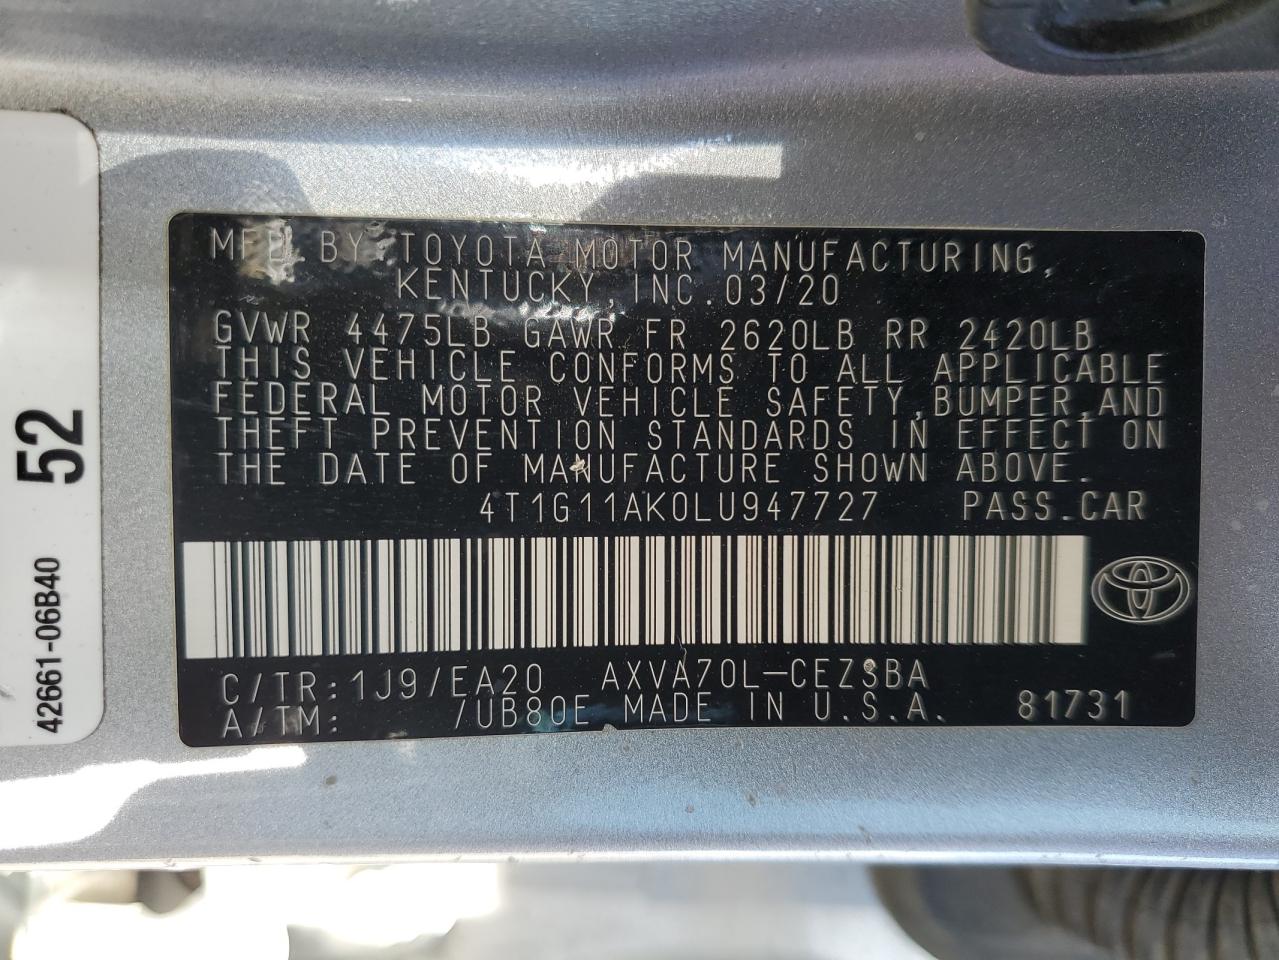 MFD BY TOYOTA MOTOR MANUFACTURING,
KENTUCKY, INC. 03/20
GVWR 4475LB GAWR FR 2620LB RR 2420LB
THIS VEHICLE CONFORMS TO ALL APPLICABLE
FEDERAL MOTOR VEHICLE SAFETY, BUMPER, AND
THEFT PREVENTION STANDARDS IN EFFECT ON
THE DATE OF MANUFACTURE SHOWN ABOVE.
4T1G11AK0LU947727 PASS. CAR
C/TR: 1J9/EA20 AXVA70L-CEZSBA
A/TM: /UB80E MADE IN U.S.A. 81731
52
42661-06B40